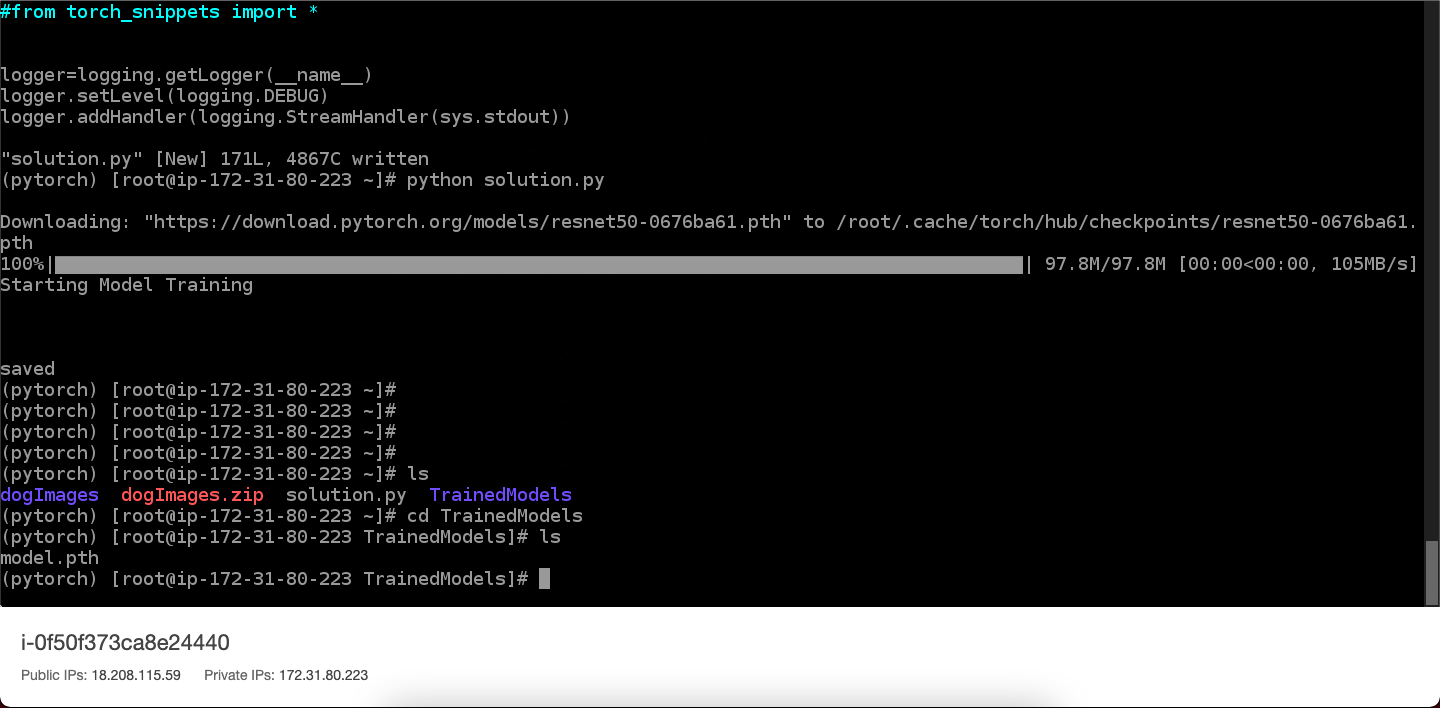 #from torch_snippets import *
logger=logging.getLogger(__name__)
logger.setLevel(logging.DEBUG)
logger.addHandler(logging.StreamHandler(sys.stdout))
"solution.py" [New] 171L, 4867C written
(pytorch) [root@ip-172-31-80-223 ~]# python solution.py
Downloading: "https://download.pytorch.org/models/resnet50-0676ba61.pth" to /root/.cache/torch/hub/checkpoints/resnet50-0676ba61.
pth
100%| | 97.8M/97.8M [00:00<00:00, 105MB/s]
Starting Model Training
saved
(pytorch) [root@ip-172-31-80-223 ~]#
(pytorch) [root@ip-172-31-80-223 ~]#
(pytorch) [root@ip-172-31-80-223 ~]#
(pytorch) [root@ip-172-31-80-223 ~]#
(pytorch) [root@ip-172-31-80-223 ~]# ls
dogImages dogImages.zip solution.py TrainedModels
(pytorch) [root@ip-172-31-80-223 ~]# cd TrainedModels
(pytorch) [root@ip-172-31-80-223 TrainedModels]# ls
model.pth
(pytorch) [root@ip-172-31-80-223 TrainedModels]#
i-0f50f373ca8e24440
Public IPs: 18.208.115.59 Private IPs: 172.31.80.223